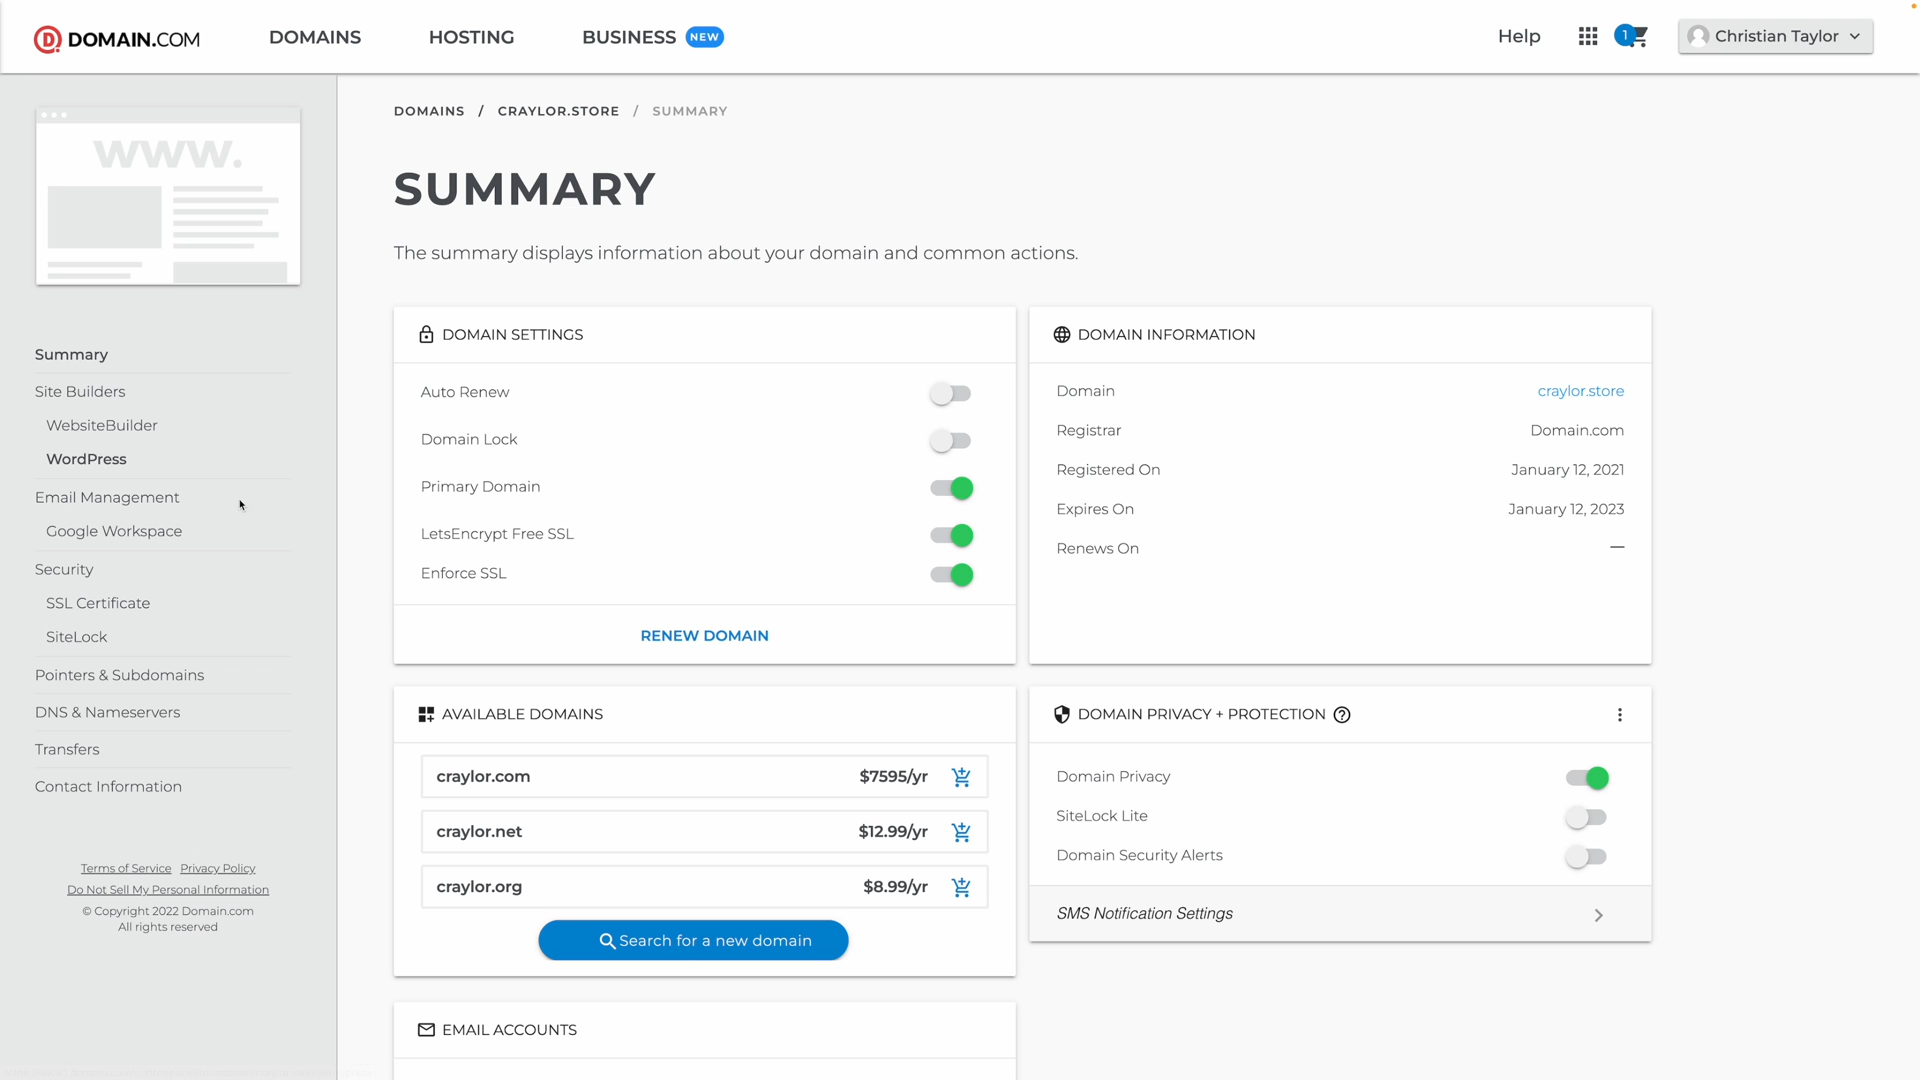 DOMAIN.COM
DOMAINS
HOSTING
BUSINESS NEW
Help
1
Christian Taylor
www.
DOMAINS / CRAYLOR.STORE / SUMMARY
SUMMARY
The summary displays information about your domain and common actions.
Summary
Site Builders
WebsiteBuilder
WordPress
Email Management
Google Workspace
Security
SSL Certificate
SiteLock
Pointers & Subdomains
DNS & Nameservers
Transfers
Contact Information
Terms of Service Privacy Policy
Do Not Sell My Personal Information
© Copyright 2022 Domain.com
All rights reserved
DOMAIN SETTINGS
Auto Renew
Domain Lock
Primary Domain
LetsEncrypt Free SSL
Enforce SSL
RENEW DOMAIN
DOMAIN INFORMATION
Domain craylor.store
Registrar Domain.com
Registered On January 12, 2021
Expires On January 12, 2023
Renews On —
AVAILABLE DOMAINS
craylor.com $7595/yr
craylor.net $12.99/yr
craylor.org $8.99/yr
Search for a new domain
DOMAIN PRIVACY + PROTECTION
Domain Privacy
SiteLock Lite
Domain Security Alerts
SMS Notification Settings
EMAIL ACCOUNTS